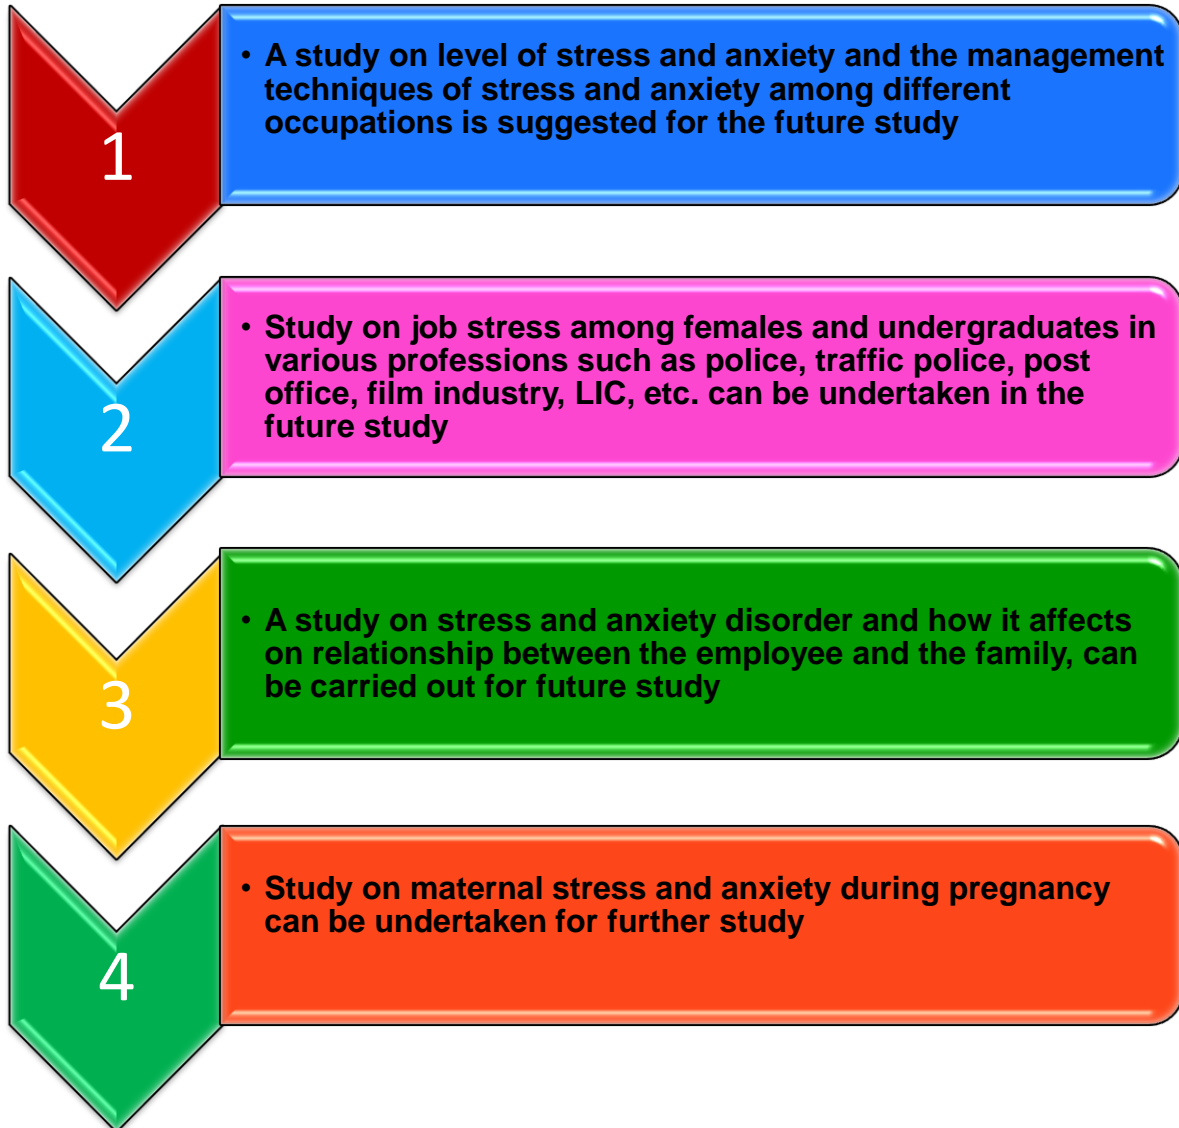 1
• A study on level of stress and anxiety and the management
techniques of stress and anxiety among different
occupations is suggested for the future study
2
• Study on job stress among females and undergraduates in
various professions such as police, traffic police, post
office, film industry, LIC, etc. can be undertaken in the
future study
3
• A study on stress and anxiety disorder and how it affects
on relationship between the employee and the family, can
be carried out for future study
4
• Study on maternal stress and anxiety during pregnancy
can be undertaken for further study